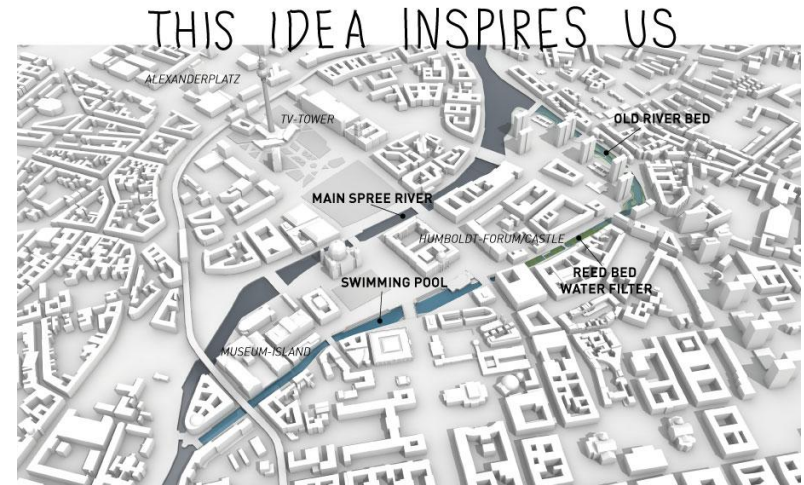 THIS IDEA INSPIRES US
ALEXANDERPLATZ
TV-TOWER
OLD RIVER BED
MAIN SPREE RIVER
HUMBOLDT-FORUM/CASTLE
SWIMMING POOL
REED BED
WATER FILTER
MUSEUM-ISLAND